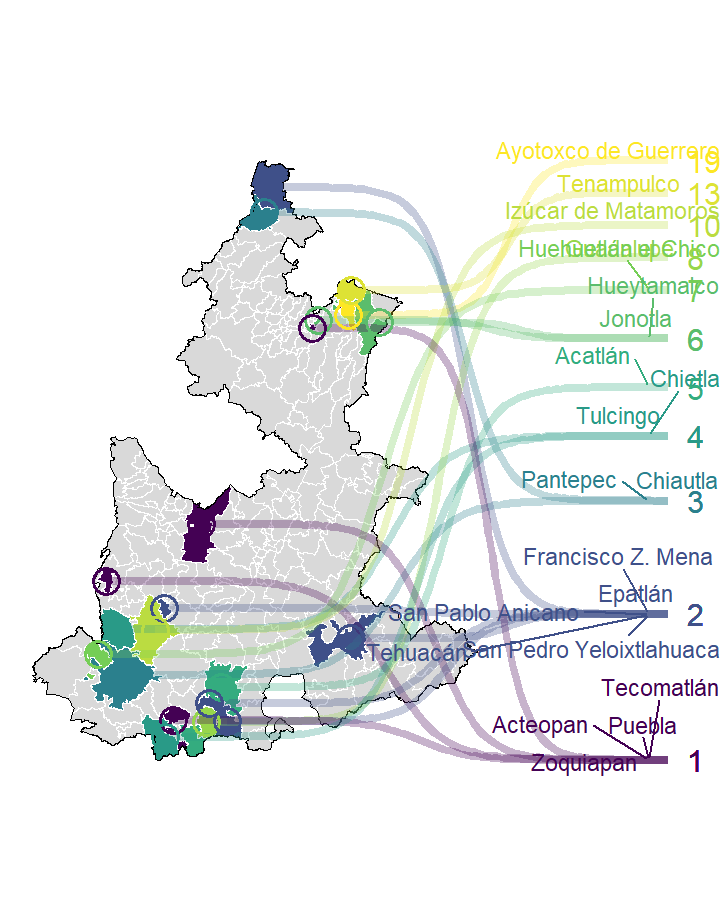 Ayotoxco de Guerrero
19
Tenampulco
13
Izúcar de Matamoros
10
Chico
8
Hueytamalco
7
Jonotla
6
Acatlán
Chietla
5
Tulcingo
4
Pantepec
Chiautla
3
Francisco Z. Mena
Epatlán
San Pablo Anicano
2
Tehuacán
San Pedro Yeloixtlahuaca
Tecomatlán
Acteopan
Puebla
Zoquiapan
1